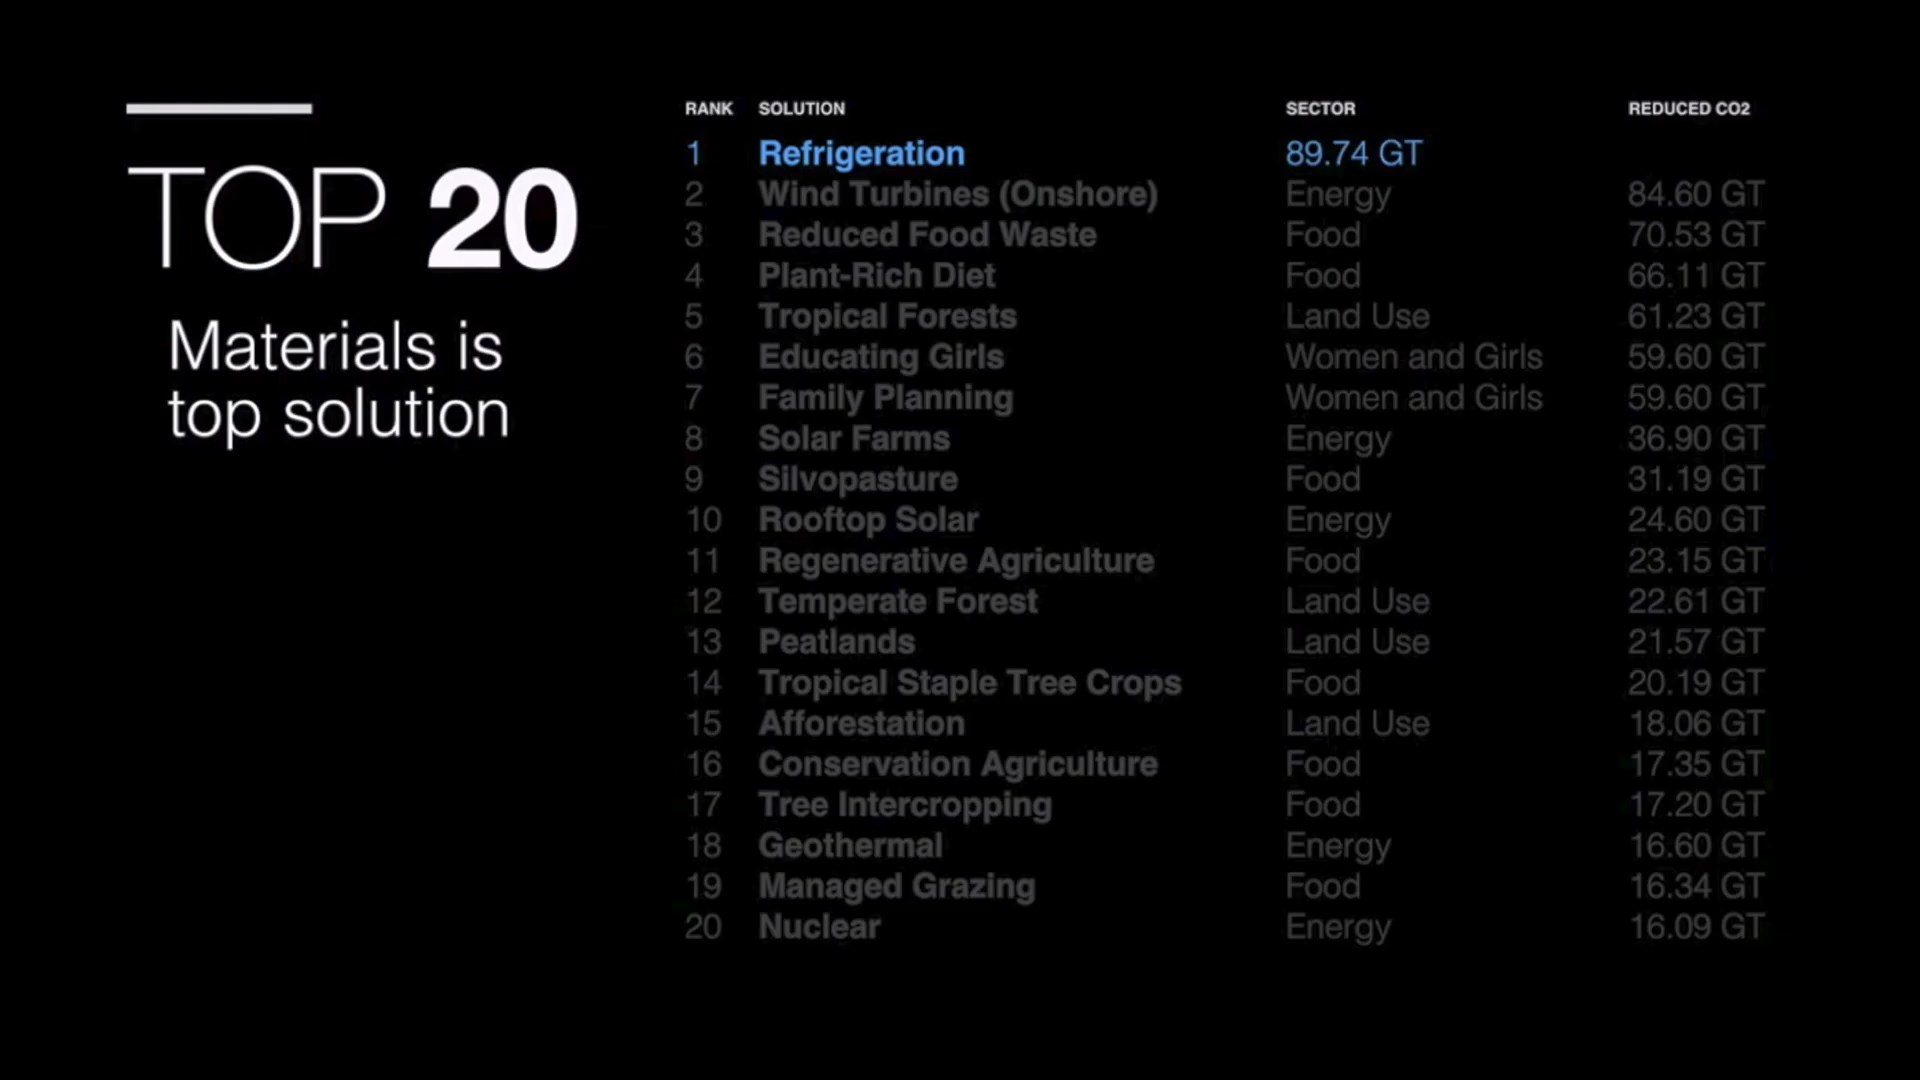 TOP 20
Materials is
top solution
RANK SOLUTION SECTOR REDUCED CO2
1 Refrigeration 89.74 GT
2 Wind Turbines (Onshore) Energy 84.60 GT
3 Reduced Food Waste Food 70.53 GT
4 Plant-Rich Diet Food 66.11 GT
5 Tropical Forests Land Use 61.23 GT
6 Educating Girls Women and Girls 59.60 GT
7 Family Planning Women and Girls 59.60 GT
8 Solar Farms Energy 36.90 GT
9 Silvopasture Food 31.19 GT
10 Rooftop Solar Energy 24.60 GT
11 Regenerative Agriculture Food 23.15 GT
12 Temperate Forest Land Use 22.61 GT
13 Peatlands Land Use 21.57 GT
14 Tropical Staple Tree Crops Food 20.19 GT
15 Afforestation Land Use 18.06 GT
16 Conservation Agriculture Food 17.35 GT
17 Tree Intercropping Food 17.20 GT
18 Geothermal Energy 16.60 GT
19 Managed Grazing Food 16.34 GT
20 Nuclear Energy 16.09 GT